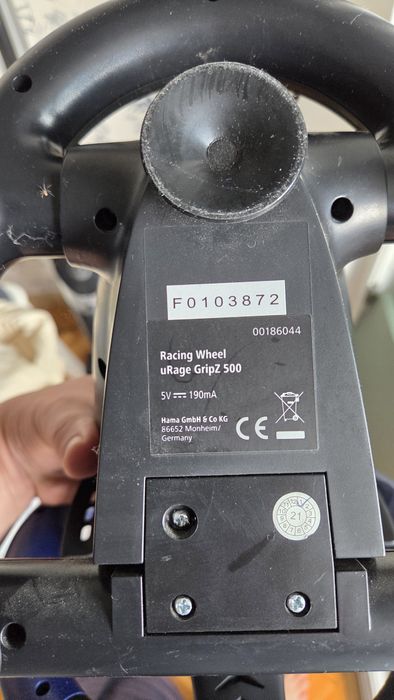 F0103872
00186044
Racing Wheel
uRage GripZ 500
5V ⎓ 190mA
Hama GmbH & Co KG
86652 Monheim/
Germany
CE
21